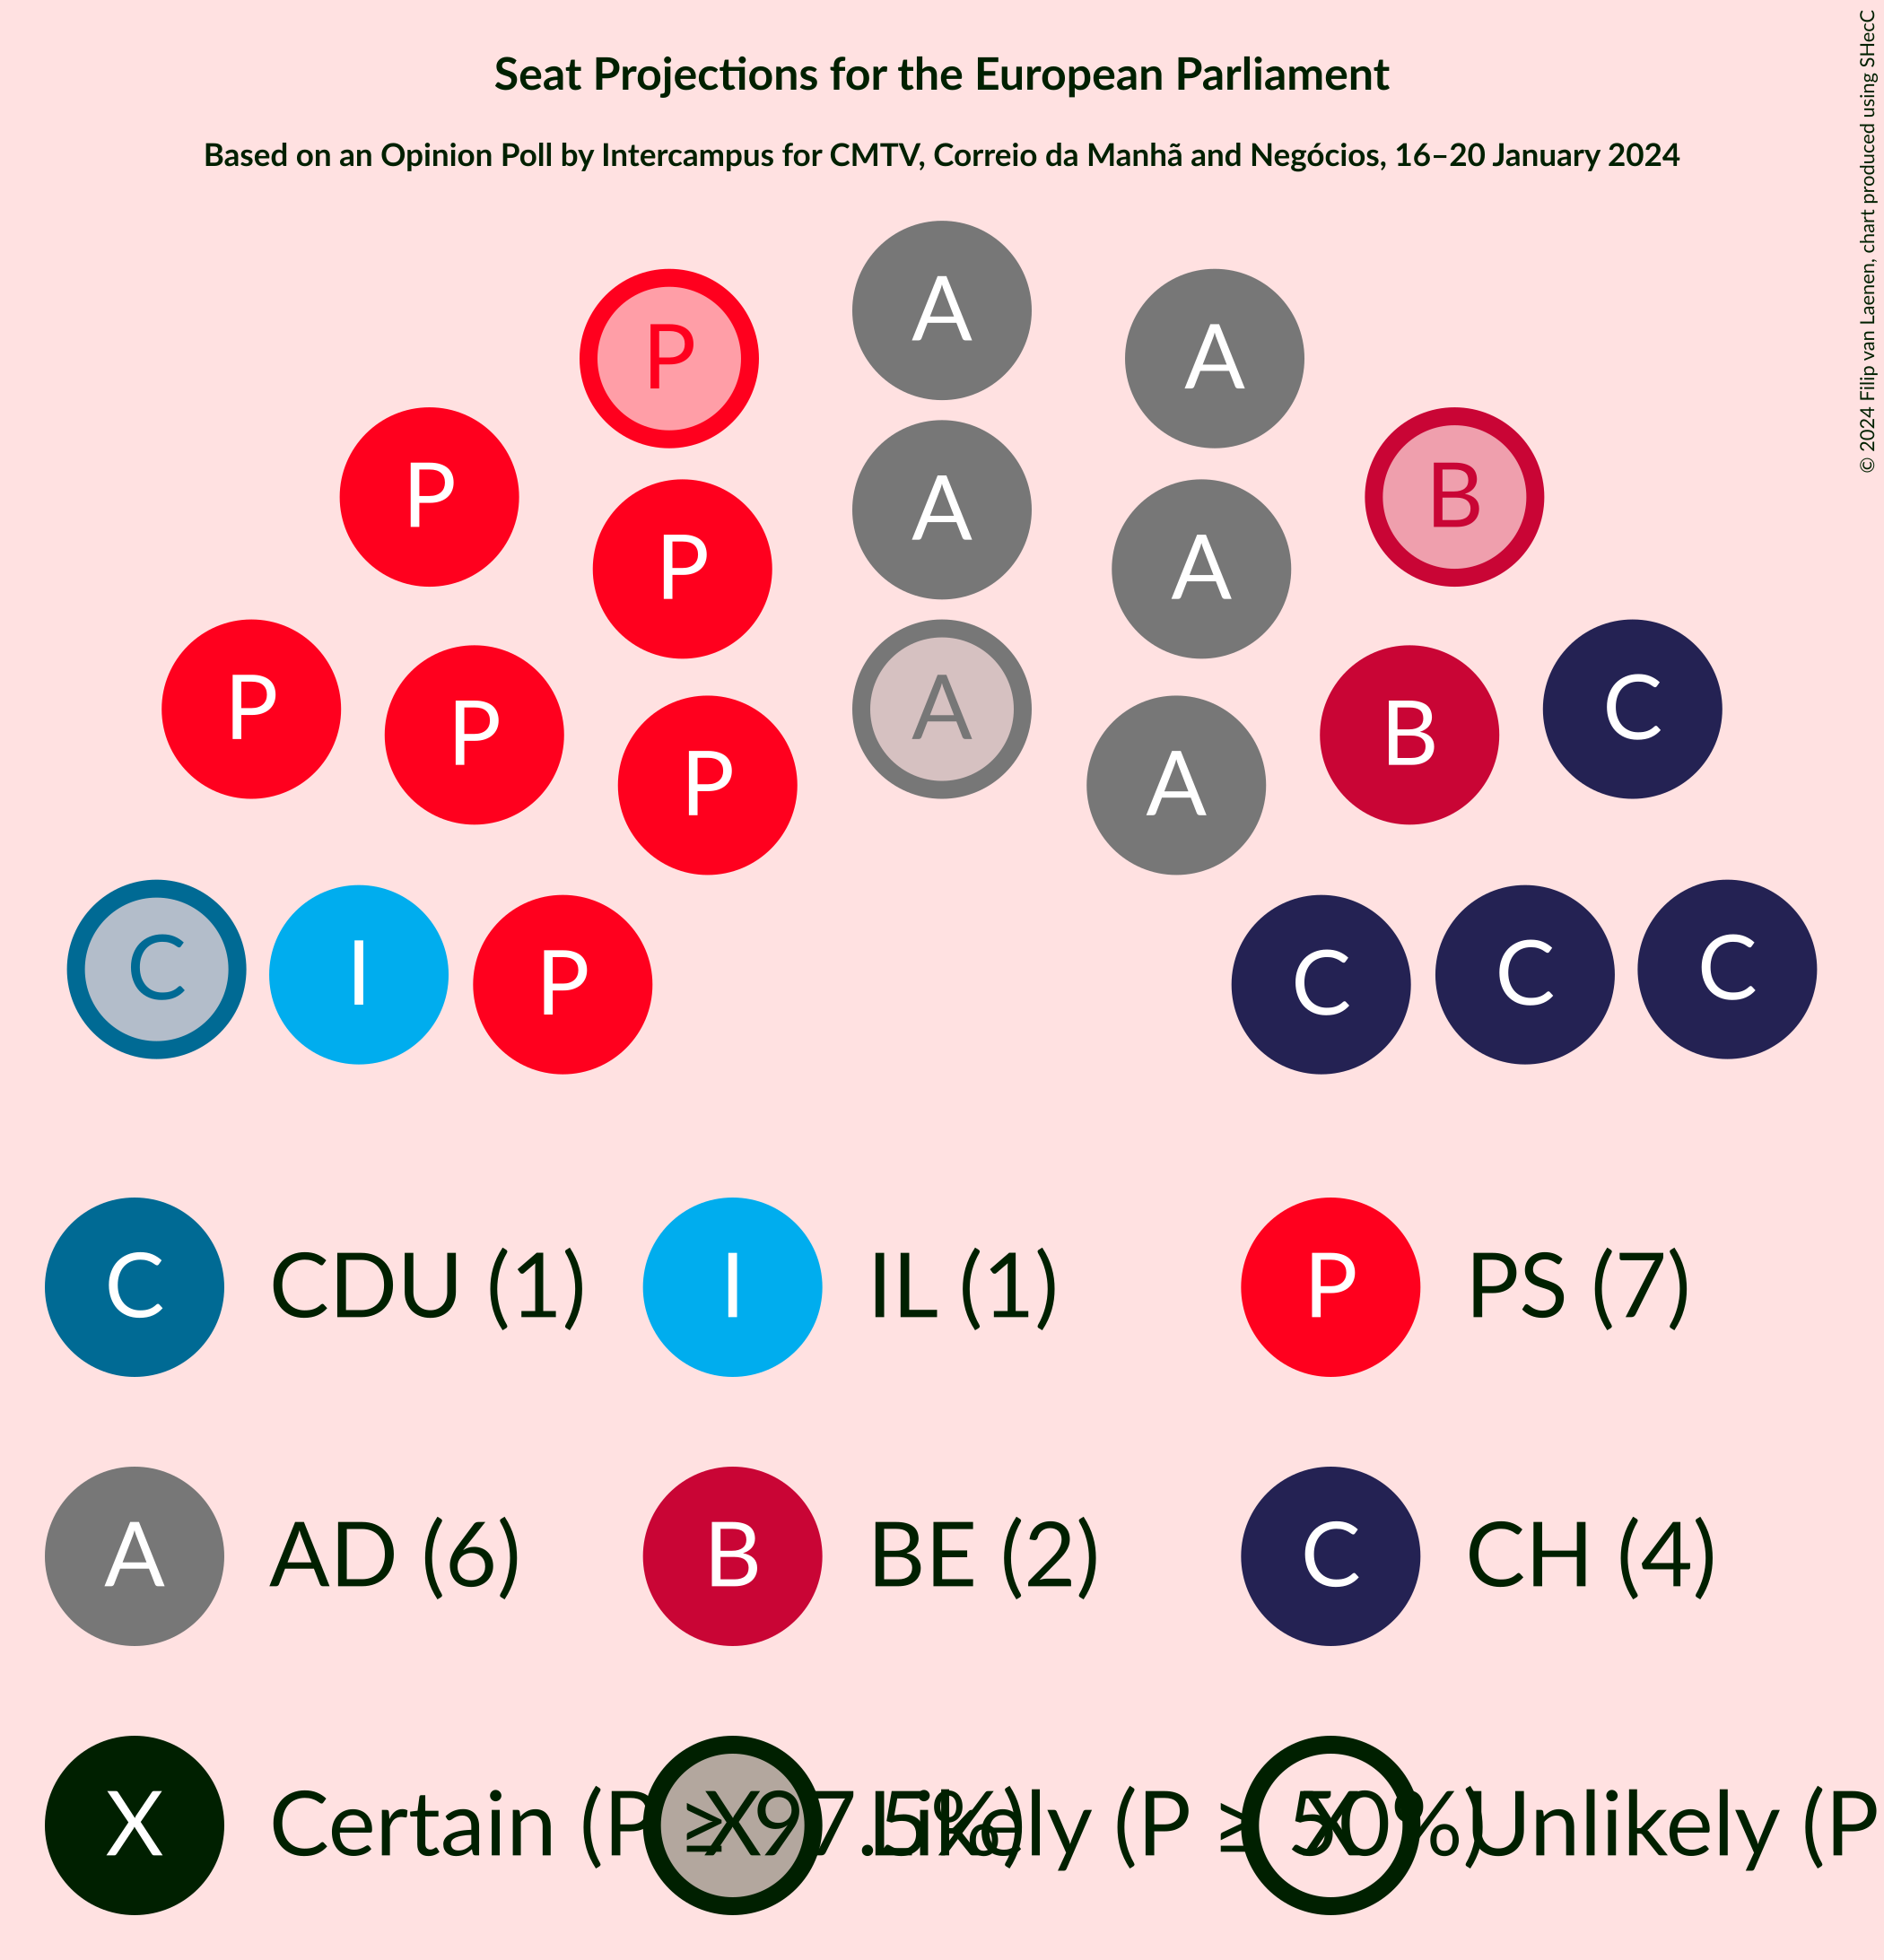 Seat Projections for the European Parliament
Based on an Opinion Poll by Intercampus for CMTV, Correio da Manhã and Negócios, 16–20 January 2024
© 2024 Filip van Laenen, chart produced using SHecC
A
P A
P A B
P A
P A C
P B
P A
C I P C C C
C CDU (1) I IL (1) P PS (7)
A AD (6) B BE (2) C CH (4)
X Certain (P ≥ 97.5%) X Likely (P ≥ 50%) X Unlikely (P